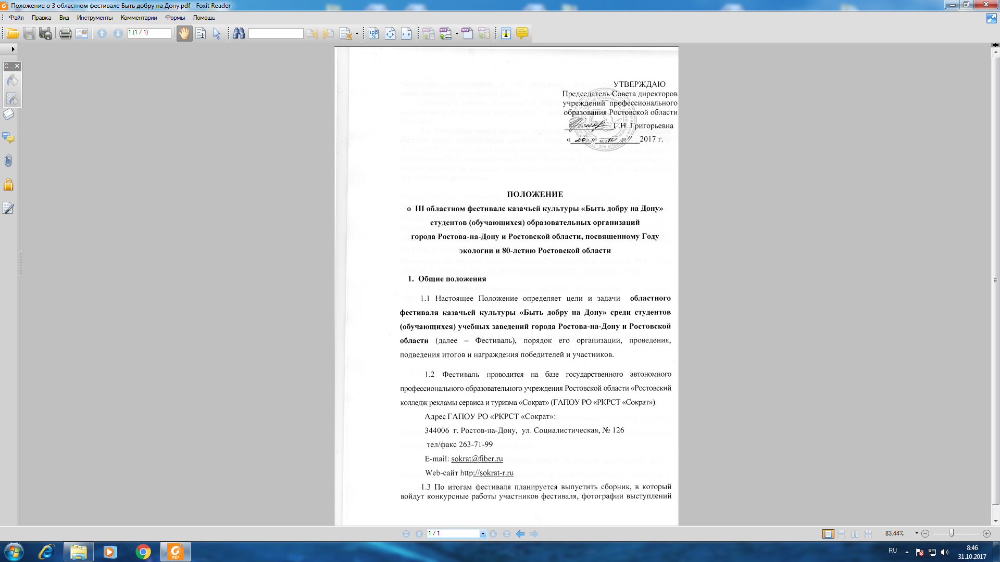 Положение о 3 областном фестивале Быть добру на Дону.pdf - Foxit Reader
Файл Правка Вид Инструменты Комментарии Формы Помощь
1 (1 / 1)
С...
УТВЕРЖДАЮ
Председатель Совета директоров
учреждений профессионального
образования Ростовской области
Г.Н. Григорьевна
« 20 » 10 2017 г.
ПОЛОЖЕНИЕ
о III областном фестивале казачьей культуры «Быть добру на Дону»
студентов (обучающихся) образовательных организаций
города Ростова-на-Дону и Ростовской области, посвященному Году
экологии и 80-летию Ростовской области
1. Общие положения
1.1 Настоящее Положение определяет цели и задачи областного
фестиваля казачьей культуры «Быть добру на Дону» среди студентов
(обучающихся) учебных заведений города Ростова-на-Дону и Ростовской
области (далее – Фестиваль), порядок его организации, проведения,
подведения итогов и награждения победителей и участников.
1.2 Фестиваль проводится на базе государственного автономного
профессионального образовательного учреждения Ростовской области «Ростовский
колледж рекламы сервиса и туризма «Сократ» (ГАПОУ РО «РКРСТ «Сократ»).
Адрес ГАПОУ РО «РКРСТ «Сократ»:
344006 г. Ростов-на-Дону, ул. Социалистическая, № 126
тел/факс 263-71-99
E-mail: sokrat@fiber.ru
Web-сайт http://sokrat-r.ru
1.3 По итогам фестиваля планируется выпустить сборник, в который
войдут конкурсные работы участников фестиваля, фотографии выступлений
1 / 1
83.44%
RU
8:46
31.10.2017